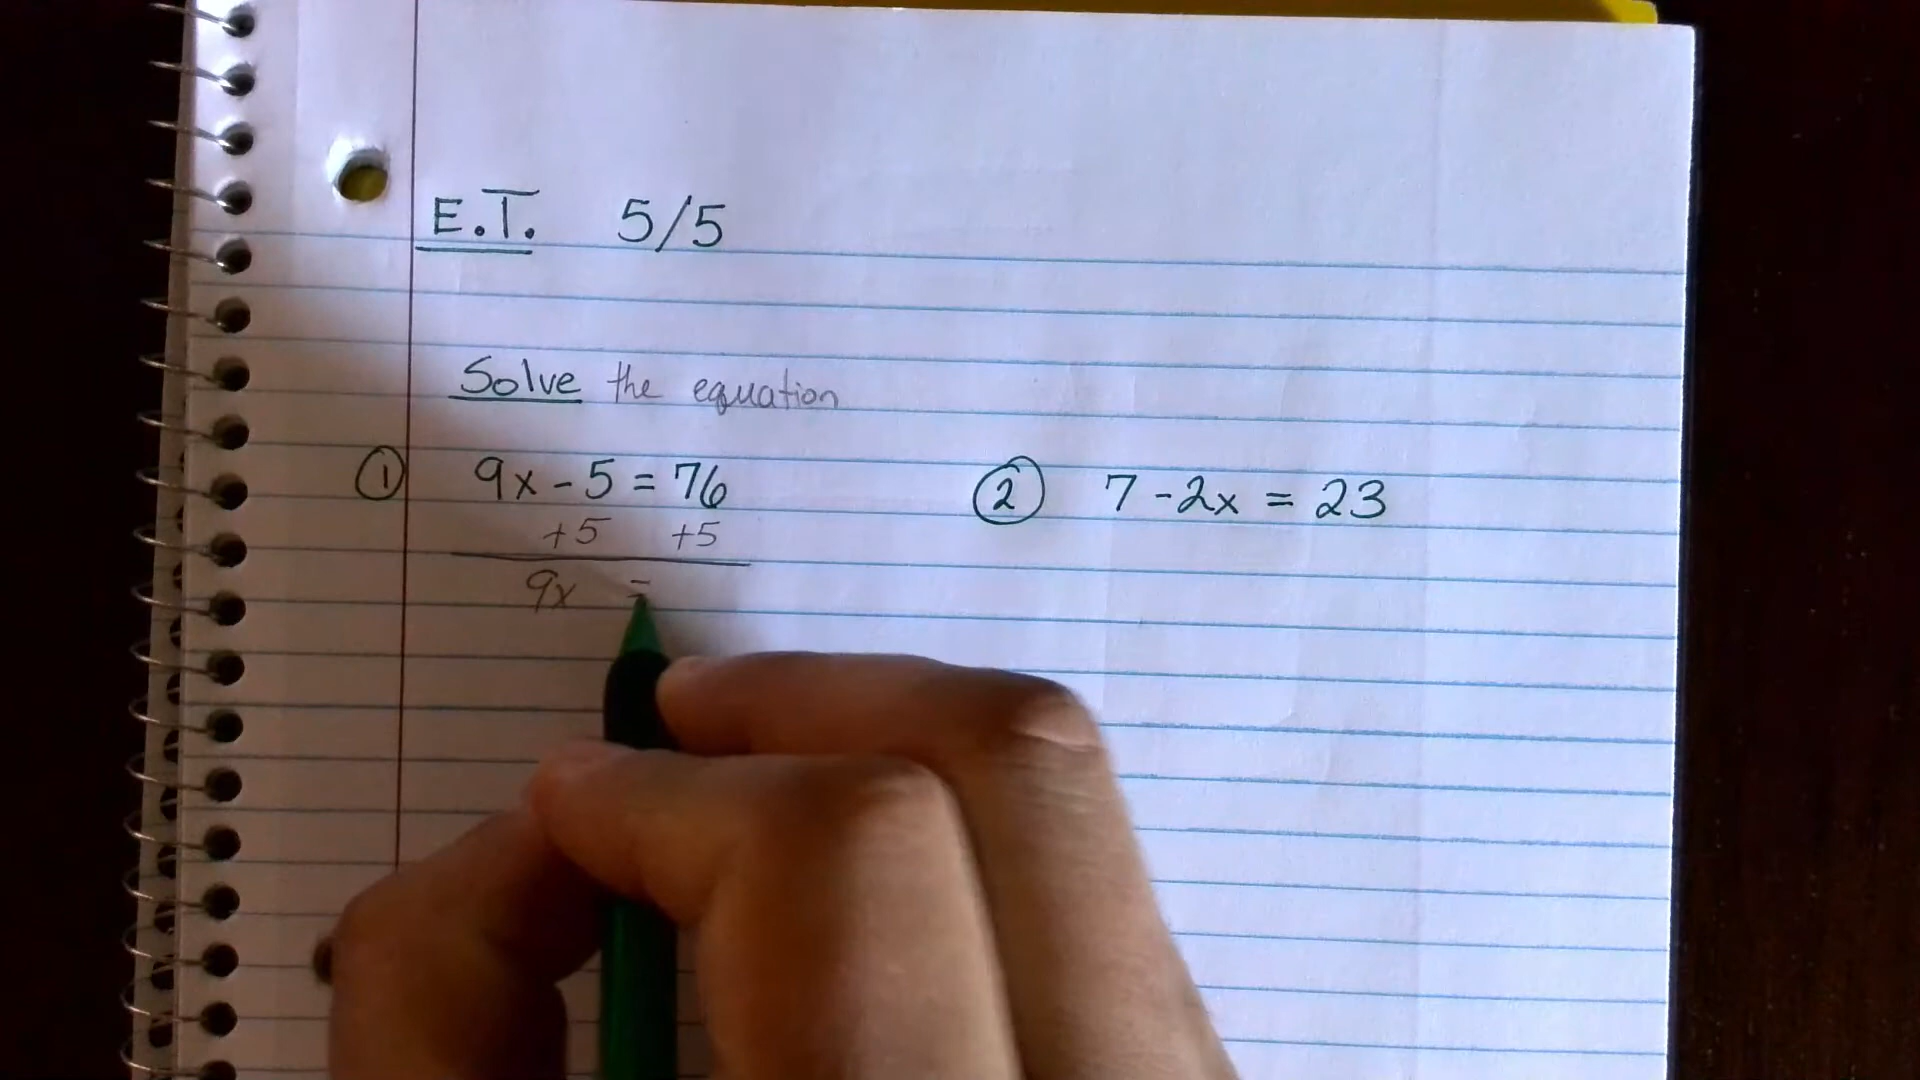 E.T. 5/5
Solve the equation
① 9x - 5 = 76
+5 +5
9x =
② 7 - 2x = 23